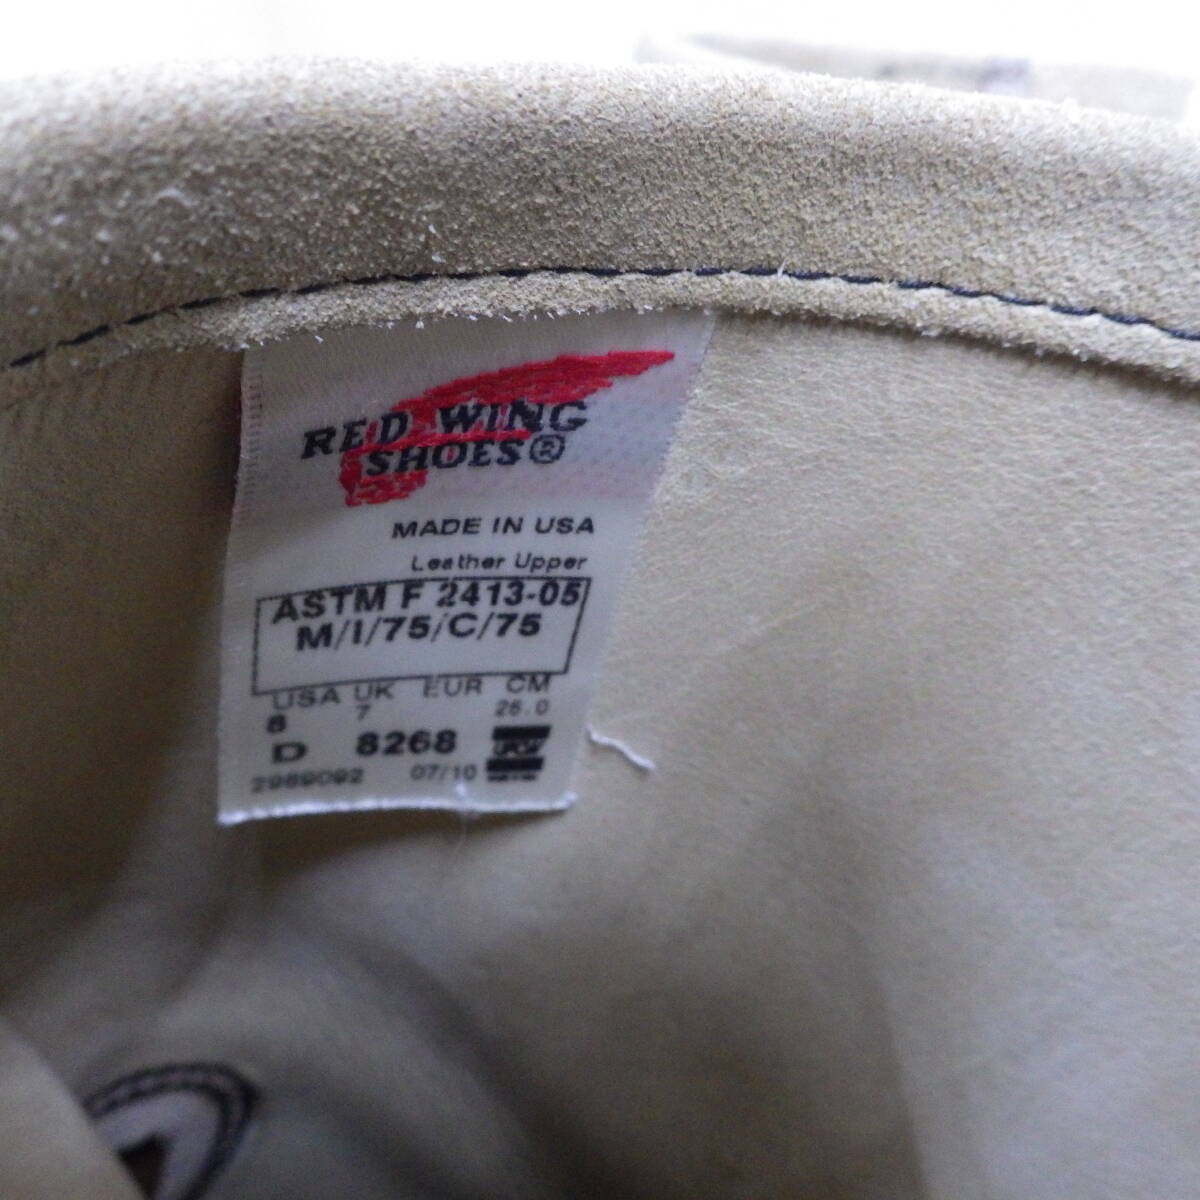 RED WING
SHOES®
MADE IN USA
Leather Upper
ASTM F 2413-05
M/I/75/C/75
USA UK EUR CM
8 7 26.0
D 8268
2989092 07/10